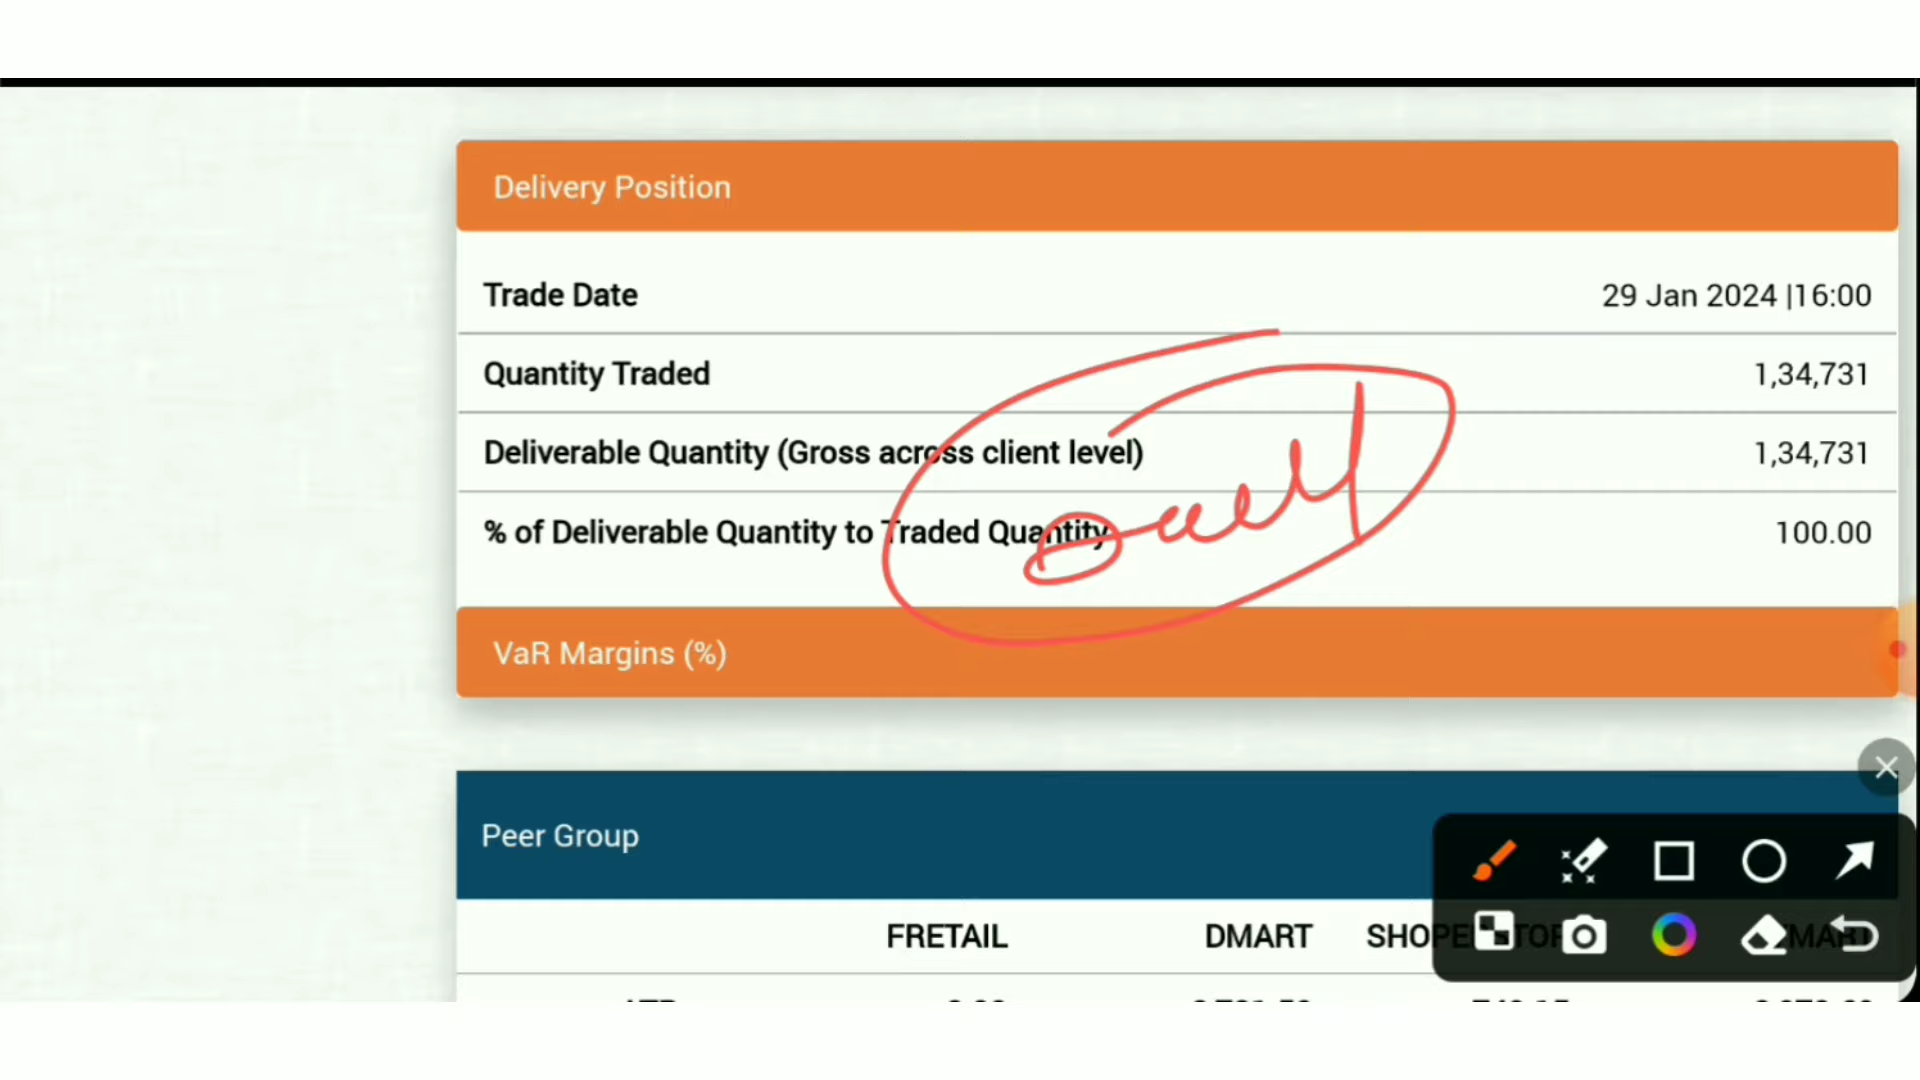 Delivery Position
Trade Date 29 Jan 2024 |16:00
Quantity Traded 1,34,731
Deliverable Quantity (Gross across client level) 1,34,731
% of Deliverable Quantity to Traded Quantity 100.00
VaR Margins (%)
Peer Group
FRETAIL DMART